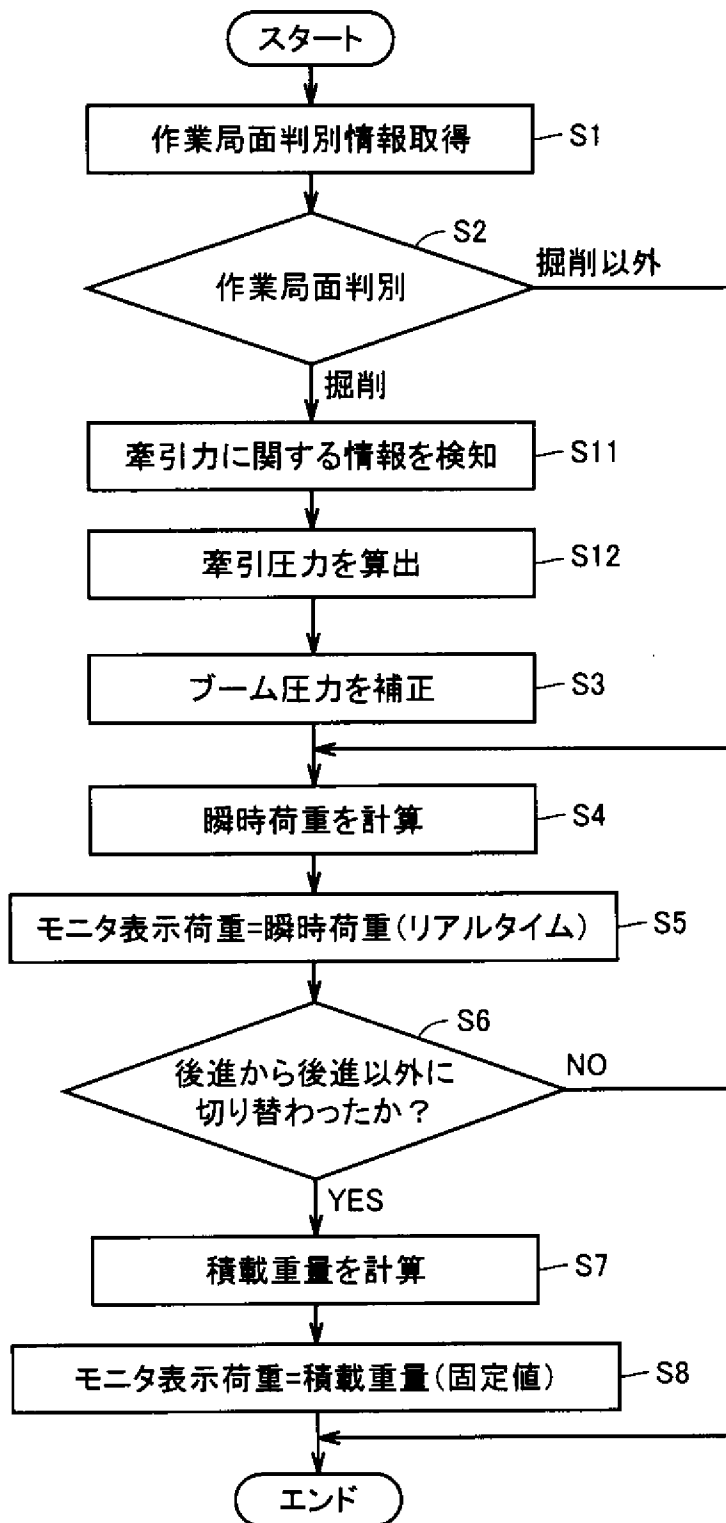 スタート
作業局面判別情報取得
S1
S2
作業局面判別
掘削以外
掘削
牽引力に関する情報を検知
S11
牽引圧力を算出
S12
ブーム圧力を補正
S3
瞬時荷重を計算
S4
モニタ表示荷重=瞬時荷重(リアルタイム)
S5
S6
後進から後進以外に
切り替わったか?
NO
YES
積載重量を計算
S7
モニタ表示荷重=積載重量(固定値)
S8
エンド